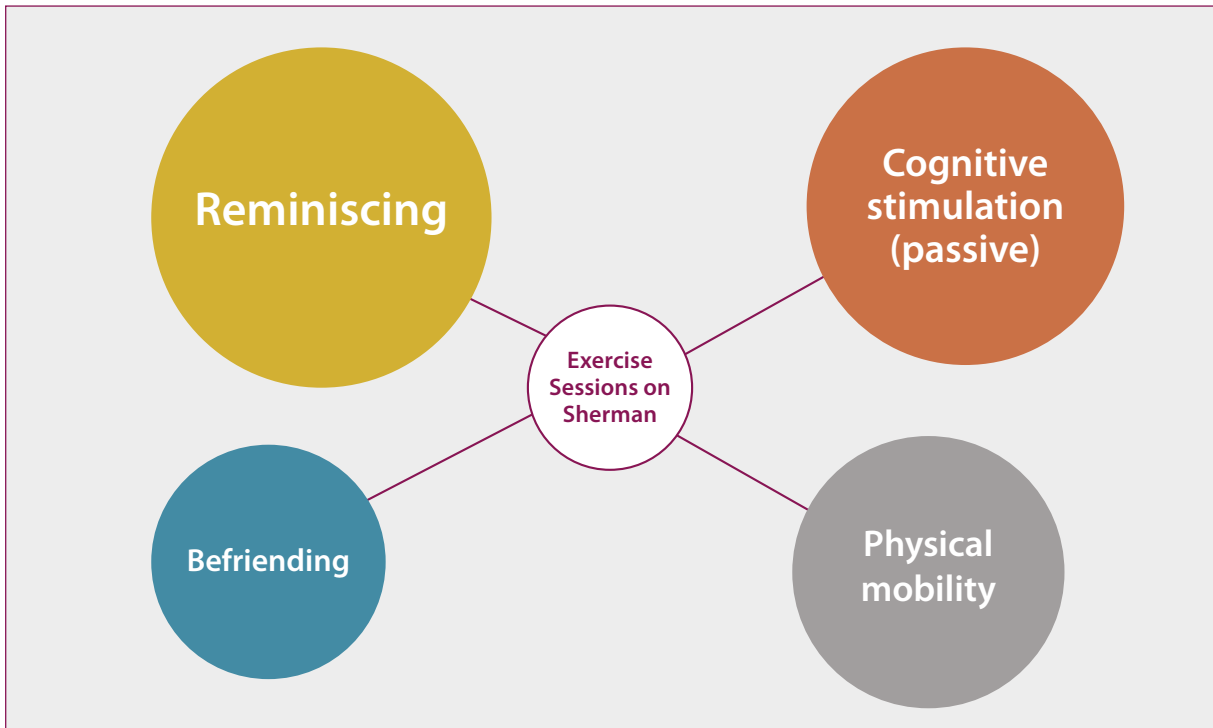 Reminiscing
Cognitive
stimulation
(passive)
Exercise
Sessions on
Sherman
Befriending
Physical
mobility